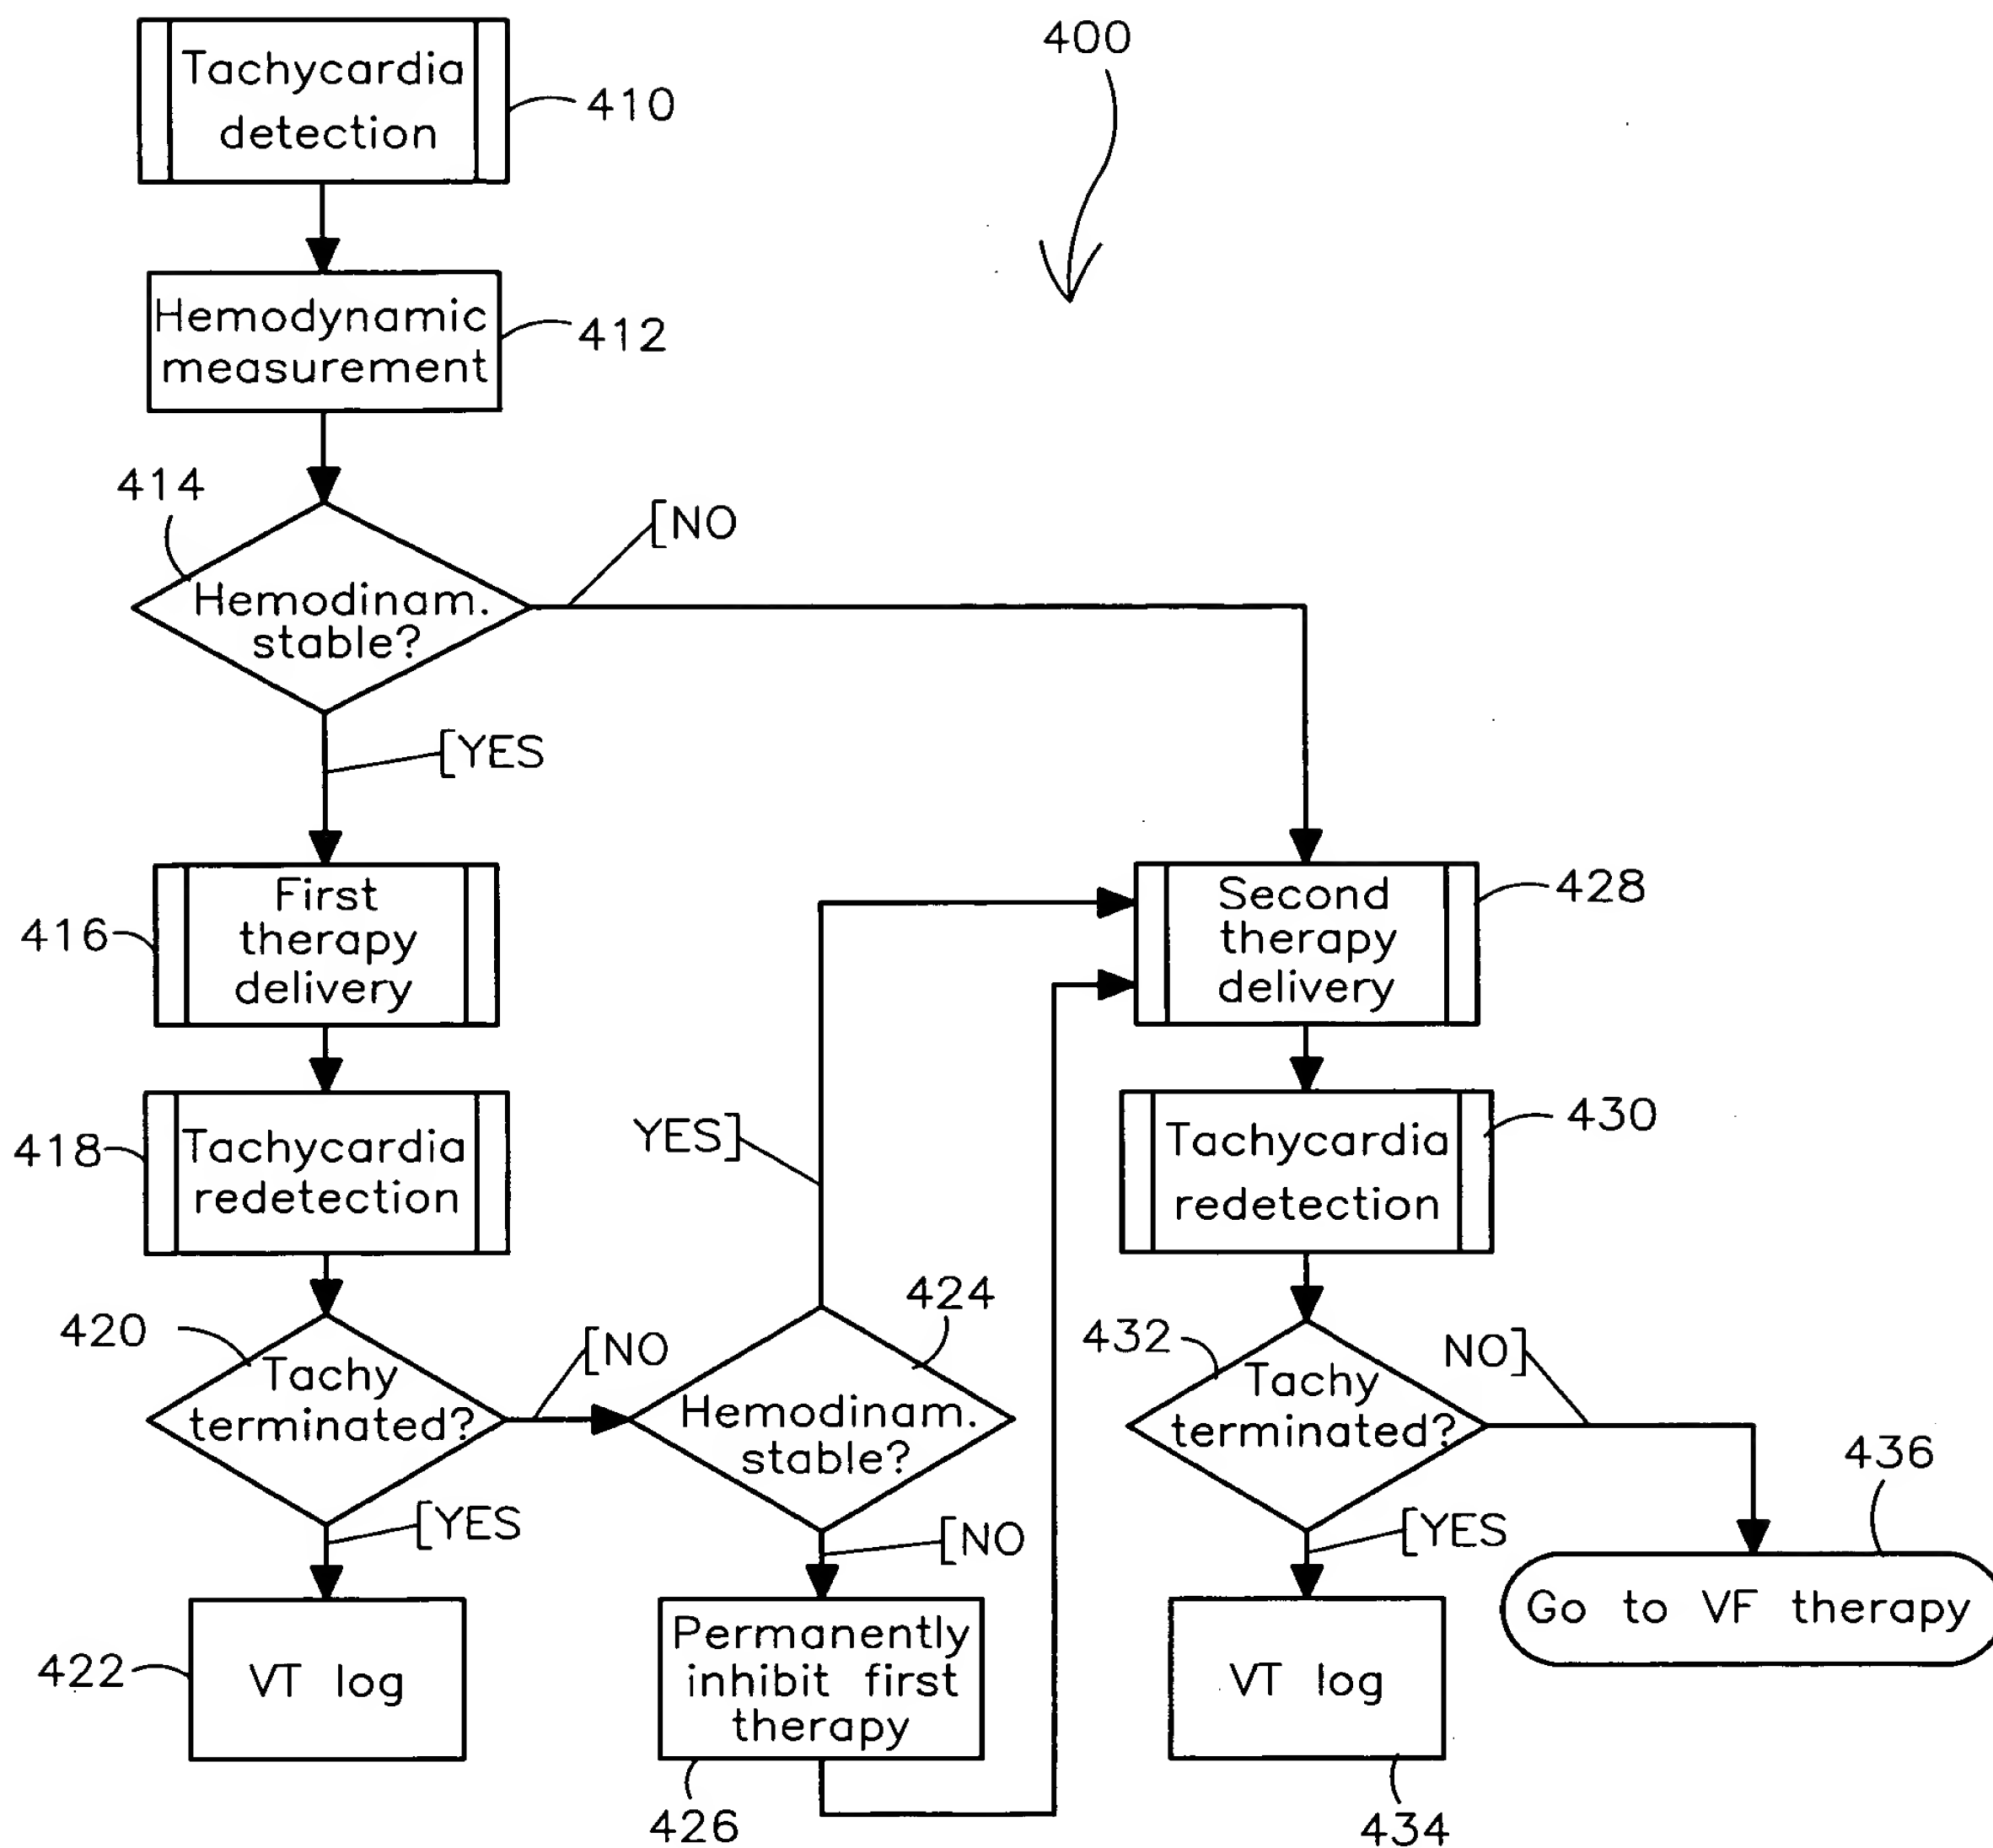 400
Tachycardia
detection
410
Hemodynamic
measurement
412
414
[NO
Hemodinam.
stable?
[YES
First
therapy
delivery
416
Second
therapy
delivery
428
YES]
Tachycardia
redetection
418
Tachycardia
redetection
430
420
[NO
Tachy
terminated?
424
Hemodinam.
stable?
432
NO]
Tachy
terminated?
436
[YES
[NO
[YES
Go to VF therapy
422
VT log
Permanently
inhibit first
therapy
426
VT log
434